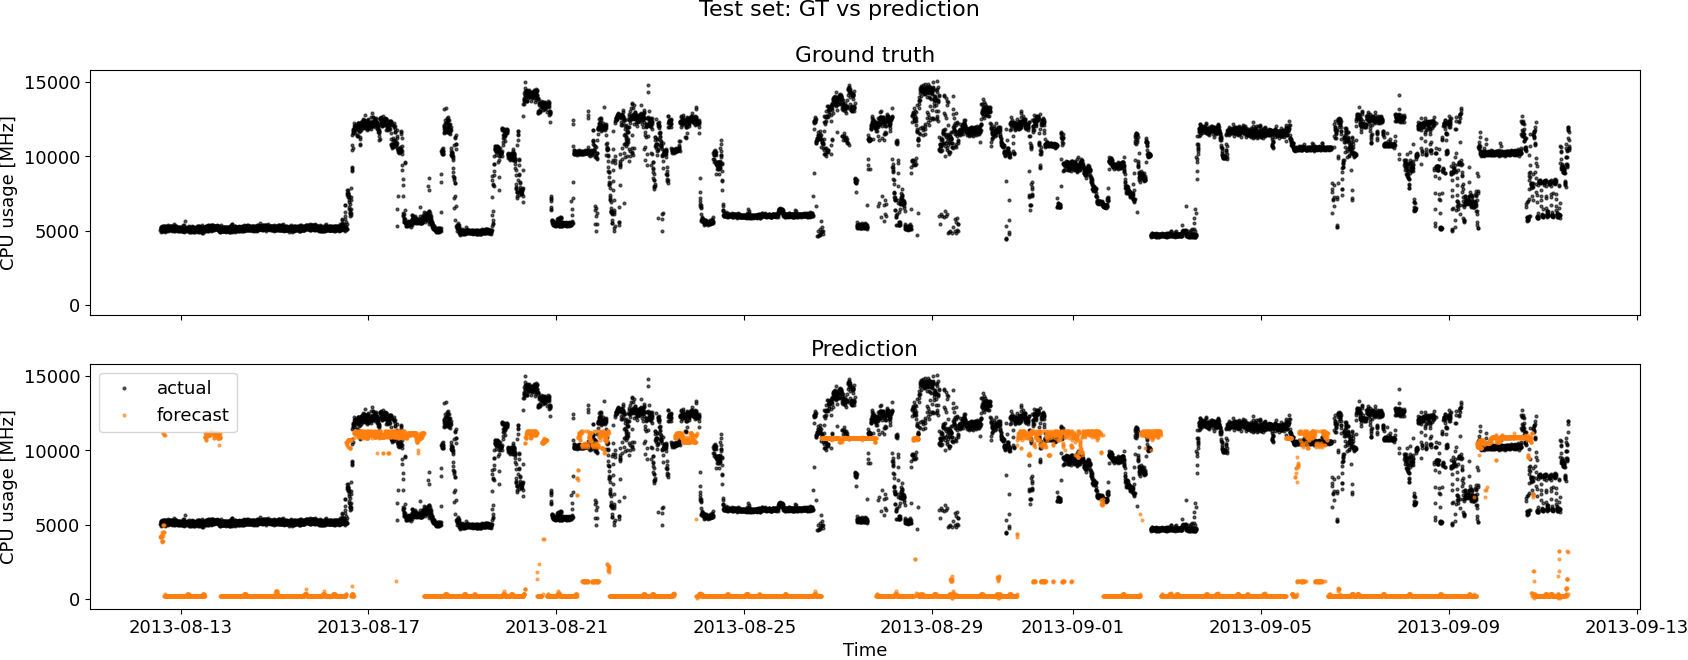 Test set: GT vs prediction
Ground truth
CPU usage [MHz]
15000
10000
5000
0
Prediction
CPU usage [MHz]
15000
10000
5000
0
actual
forecast
2013-08-13 2013-08-17 2013-08-21 2013-08-25 2013-08-29 2013-09-01 2013-09-05 2013-09-09 2013-09-13
Time